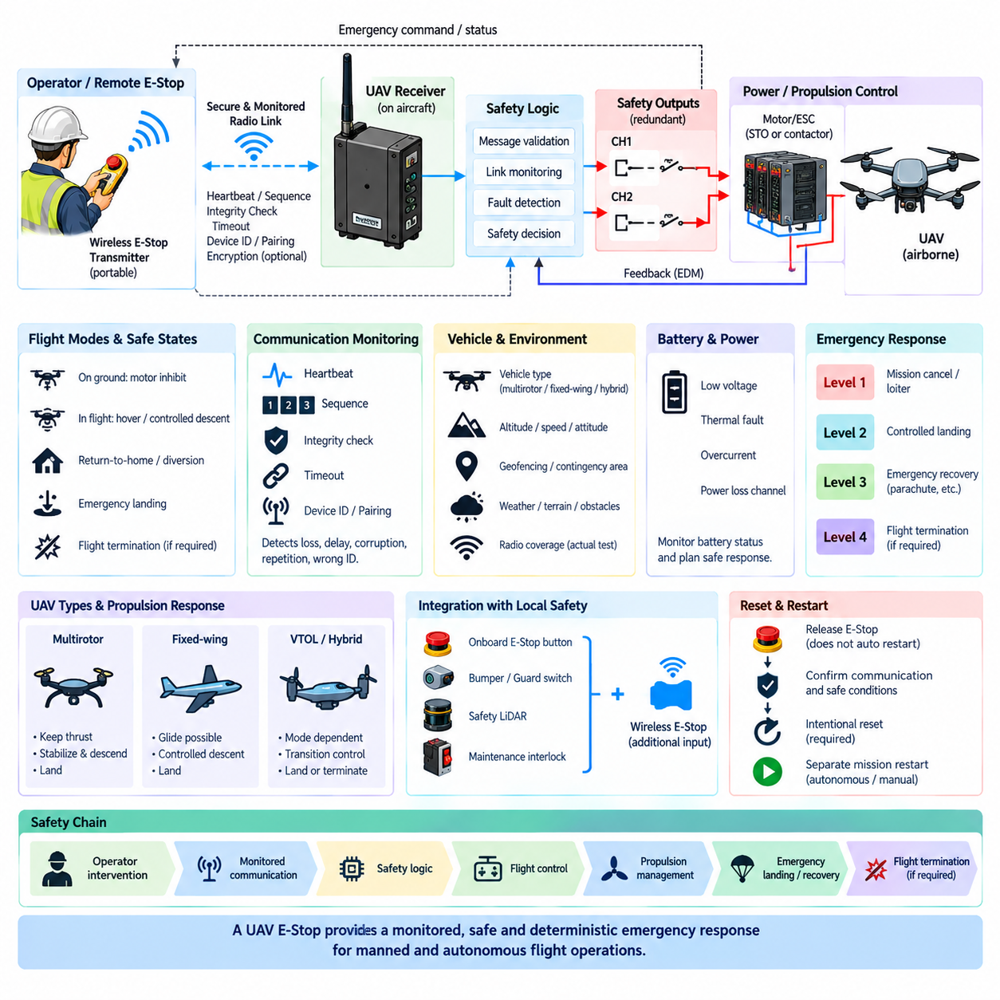 Emergency command / status
Operator / Remote E-Stop
Wireless E-Stop
Transmitter
(portable)
Secure & Monitored
Radio Link
Heartbeat / Sequence
Integrity Check
Timeout
Device ID / Pairing
Encryption (optional)
UAV Receiver
(on aircraft)
Safety Logic
Message validation
Link monitoring
Fault detection
Safety decision
Safety Outputs
(redundant)
CH1
CH2
Power / Propulsion Control
Motor/ESC
(STO or contactor)
UAV
(airborne)
Feedback (EDM)
Flight Modes & Safe States
On ground: motor inhibit
In flight: hover / controlled descent
Return-to-home / diversion
Emergency landing
Flight termination (if required)
Communication Monitoring
Heartbeat
1 2 3 Sequence
Integrity check
Timeout
Device ID / Pairing
Detects loss, delay, corruption,
repetition, wrong ID.
Vehicle & Environment
Vehicle type
(multirotor / fixed-wing / hybrid)
Altitude / speed / attitude
Geofencing / contingency area
Weather / terrain / obstacles
Radio coverage (actual test)
Battery & Power
Low voltage
Thermal fault
Overcurrent
Power loss channel
Monitor battery status
and plan safe response.
Emergency Response
Level 1
Mission cancel /
loiter
Level 2
Controlled landing
Level 3
Emergency recovery
(parachute, etc.)
Level 4
Flight termination
(if required)
UAV Types & Propulsion Response
Multirotor
• Keep thrust
• Stabilize & descend
• Land
Fixed-wing
• Glide possible
• Controlled descent
• Land
VTOL / Hybrid
• Mode dependent
• Transition control
• Land or terminate
Integration with Local Safety
Onboard E-Stop button
Bumper / Guard switch
Safety LiDAR
Maintenance interlock
+
Wireless E-Stop
(additional input)
Reset & Restart
Release E-Stop
(does not auto restart)
Confirm communication
and safe conditions
Intentional reset
(required)
Separate mission restart
(autonomous / manual)
Safety Chain
Operator
intervention
Monitored
communication
Safety logic
Flight control
Propulsion
management
Emergency
landing / recovery
Flight termination
(if required)
A UAV E-Stop provides a monitored, safe and deterministic emergency response
for manned and autonomous flight operations.